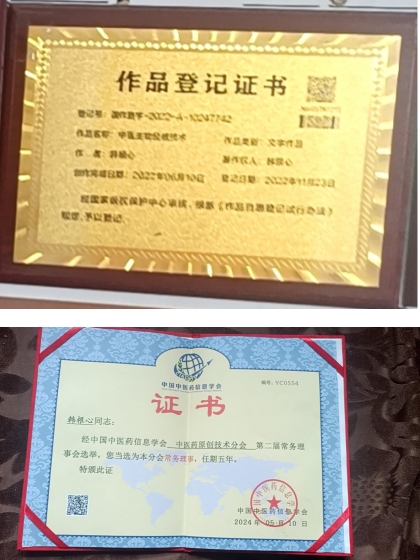 作品登记证书
登记号：国作登字-2022-A-10247742
作品名称：中医主动经减技术
作品类别：文字作品
作 者：韩根心
著作权人：韩根心
创作完成日期：2022年06月10日
登记日期：2022年11月23日
经国家版权保护中心审核，根据《作品自愿登记试行办法》
规定，予以登记。
中国中医药信息学会
编号：YC0554
证书
韩根心同志：
经中国中医药信息学会 中医药原创技术分会 第二届常务理
事会选举，您当选为本分会常务理事，任期五年。
特颁此证
中国中医药信息学会
2024年05月19日